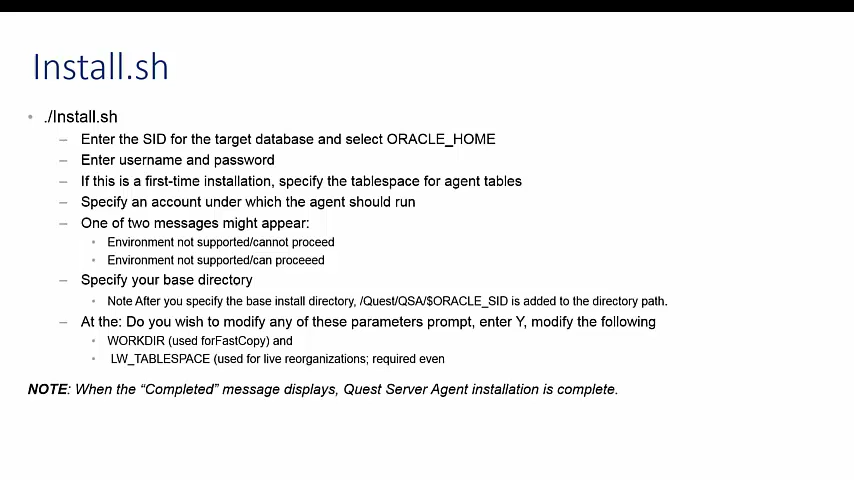 Install.sh
• ./Install.sh
– Enter the SID for the target database and select ORACLE_HOME
– Enter username and password
– If this is a first-time installation, specify the tablespace for agent tables
– Specify an account under which the agent should run
– One of two messages might appear:
• Environment not supported/cannot proceed
• Environment not supported/can proceeed
– Specify your base directory
• Note After you specify the base install directory, /Quest/QSA/$ORACLE_SID is added to the directory path.
– At the: Do you wish to modify any of these parameters prompt, enter Y, modify the following
• WORKDIR (used forFastCopy) and
• LW_TABLESPACE (used for live reorganizations; required even
NOTE: When the “Completed” message displays, Quest Server Agent installation is complete.